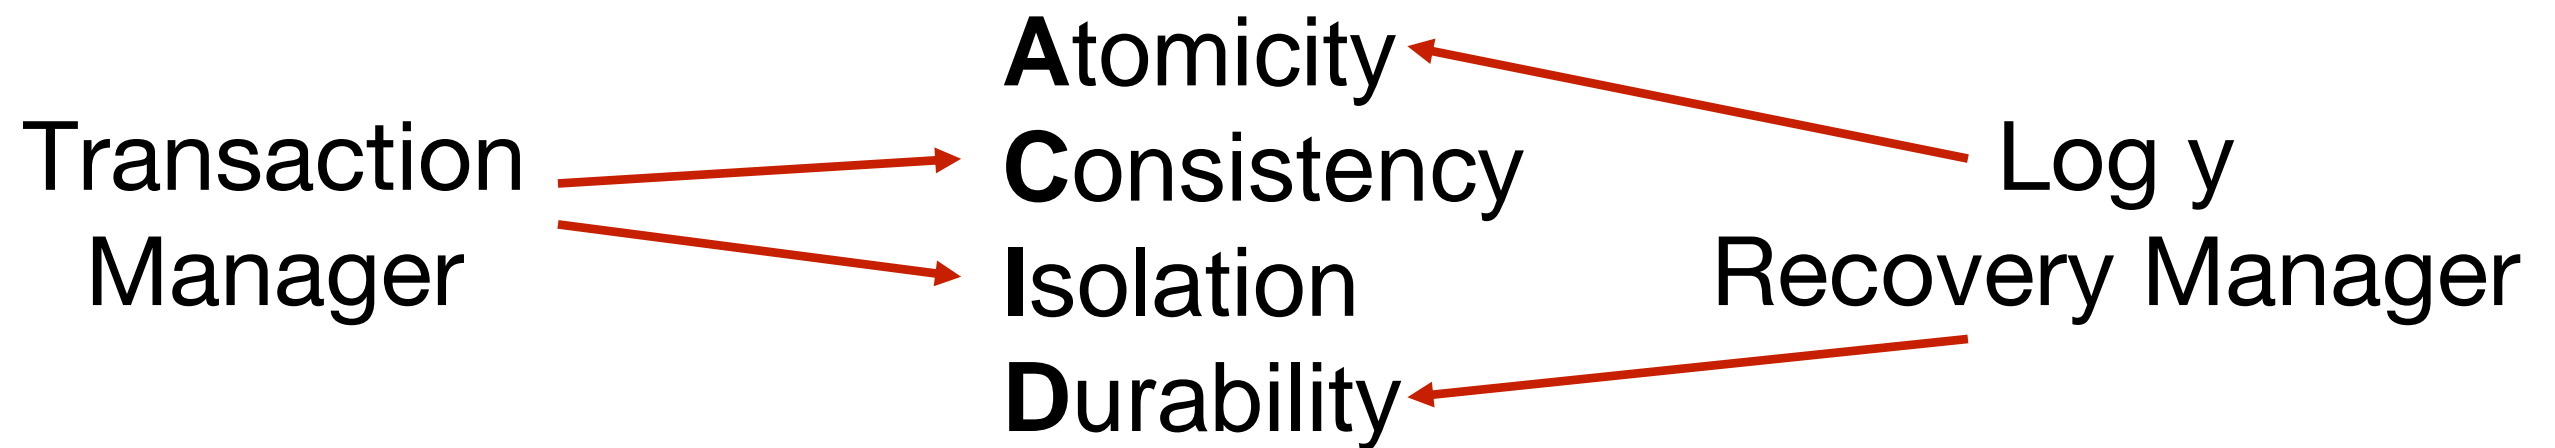 Transaction
Manager
Atomicity
Consistency
Isolation
Durability
Log y
Recovery Manager